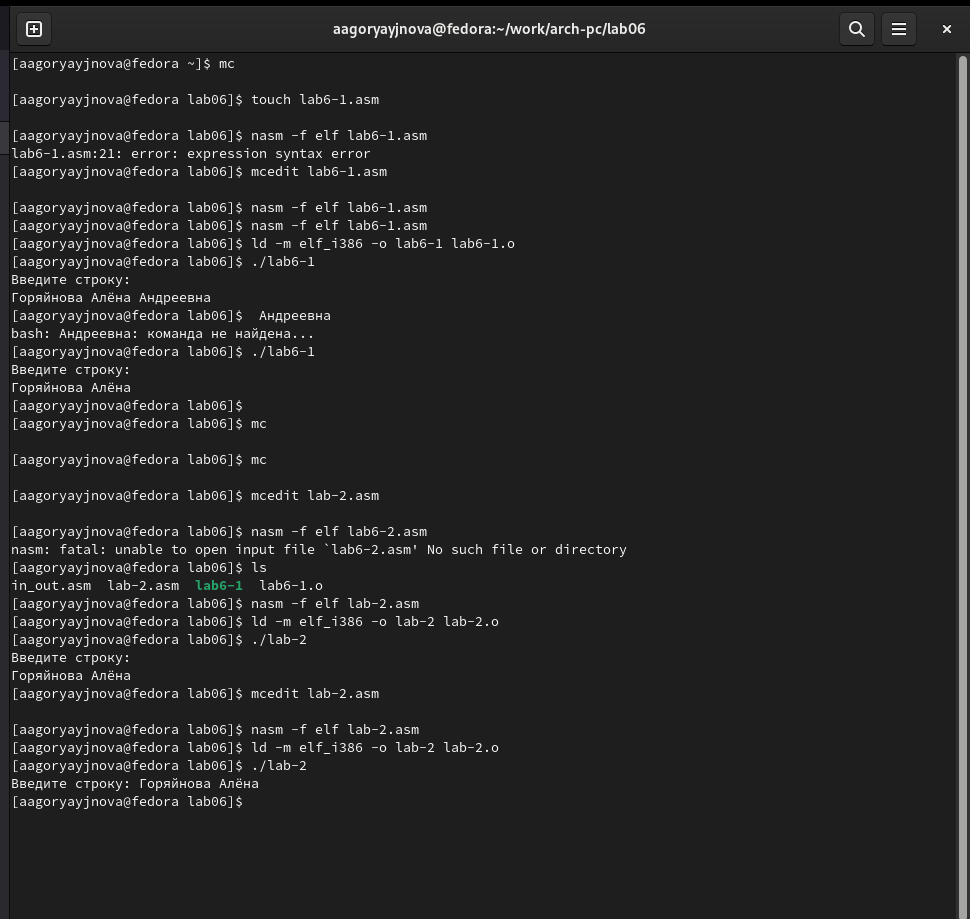 aagoryayjnova@fedora:~/work/arch-pc/lab06
[aagoryayjnova@fedora ~]$ mc
[aagoryayjnova@fedora lab06]$ touch lab6-1.asm
[aagoryayjnova@fedora lab06]$ nasm -f elf lab6-1.asm
lab6-1.asm:21: error: expression syntax error
[aagoryayjnova@fedora lab06]$ mcedit lab6-1.asm
[aagoryayjnova@fedora lab06]$ nasm -f elf lab6-1.asm
[aagoryayjnova@fedora lab06]$ nasm -f elf lab6-1.asm
[aagoryayjnova@fedora lab06]$ ld -m elf_i386 -o lab6-1 lab6-1.o
[aagoryayjnova@fedora lab06]$ ./lab6-1
Введите строку:
Горяйнова Алёна Андреевна
[aagoryayjnova@fedora lab06]$  Андреевна
bash: Андреевна: команда не найдена...
[aagoryayjnova@fedora lab06]$ ./lab6-1
Введите строку:
Горяйнова Алёна
[aagoryayjnova@fedora lab06]$
[aagoryayjnova@fedora lab06]$ mc
[aagoryayjnova@fedora lab06]$ mc
[aagoryayjnova@fedora lab06]$ mcedit lab-2.asm
[aagoryayjnova@fedora lab06]$ nasm -f elf lab6-2.asm
nasm: fatal: unable to open input file `lab6-2.asm' No such file or directory
[aagoryayjnova@fedora lab06]$ ls
in_out.asm  lab-2.asm  lab6-1  lab6-1.o
[aagoryayjnova@fedora lab06]$ nasm -f elf lab-2.asm
[aagoryayjnova@fedora lab06]$ ld -m elf_i386 -o lab-2 lab-2.o
[aagoryayjnova@fedora lab06]$ ./lab-2
Введите строку:
Горяйнова Алёна
[aagoryayjnova@fedora lab06]$ mcedit lab-2.asm
[aagoryayjnova@fedora lab06]$ nasm -f elf lab-2.asm
[aagoryayjnova@fedora lab06]$ ld -m elf_i386 -o lab-2 lab-2.o
[aagoryayjnova@fedora lab06]$ ./lab-2
Введите строку: Горяйнова Алёна
[aagoryayjnova@fedora lab06]$